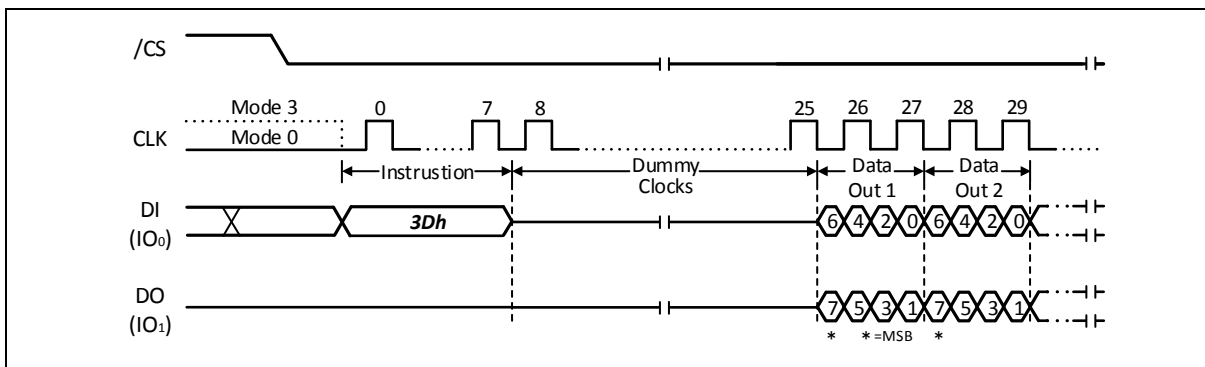 /CS
Mode 3 0 7 8 25 26 27 28 29
CLK Mode 0
Instrustion Dummy Clocks Data Out 1 Data Out 2
DI (IO0) 3Dh 6 4 2 0 6 4 2 0
DO (IO1) 7 5 3 1 7 5 3 1
* * =MSB *